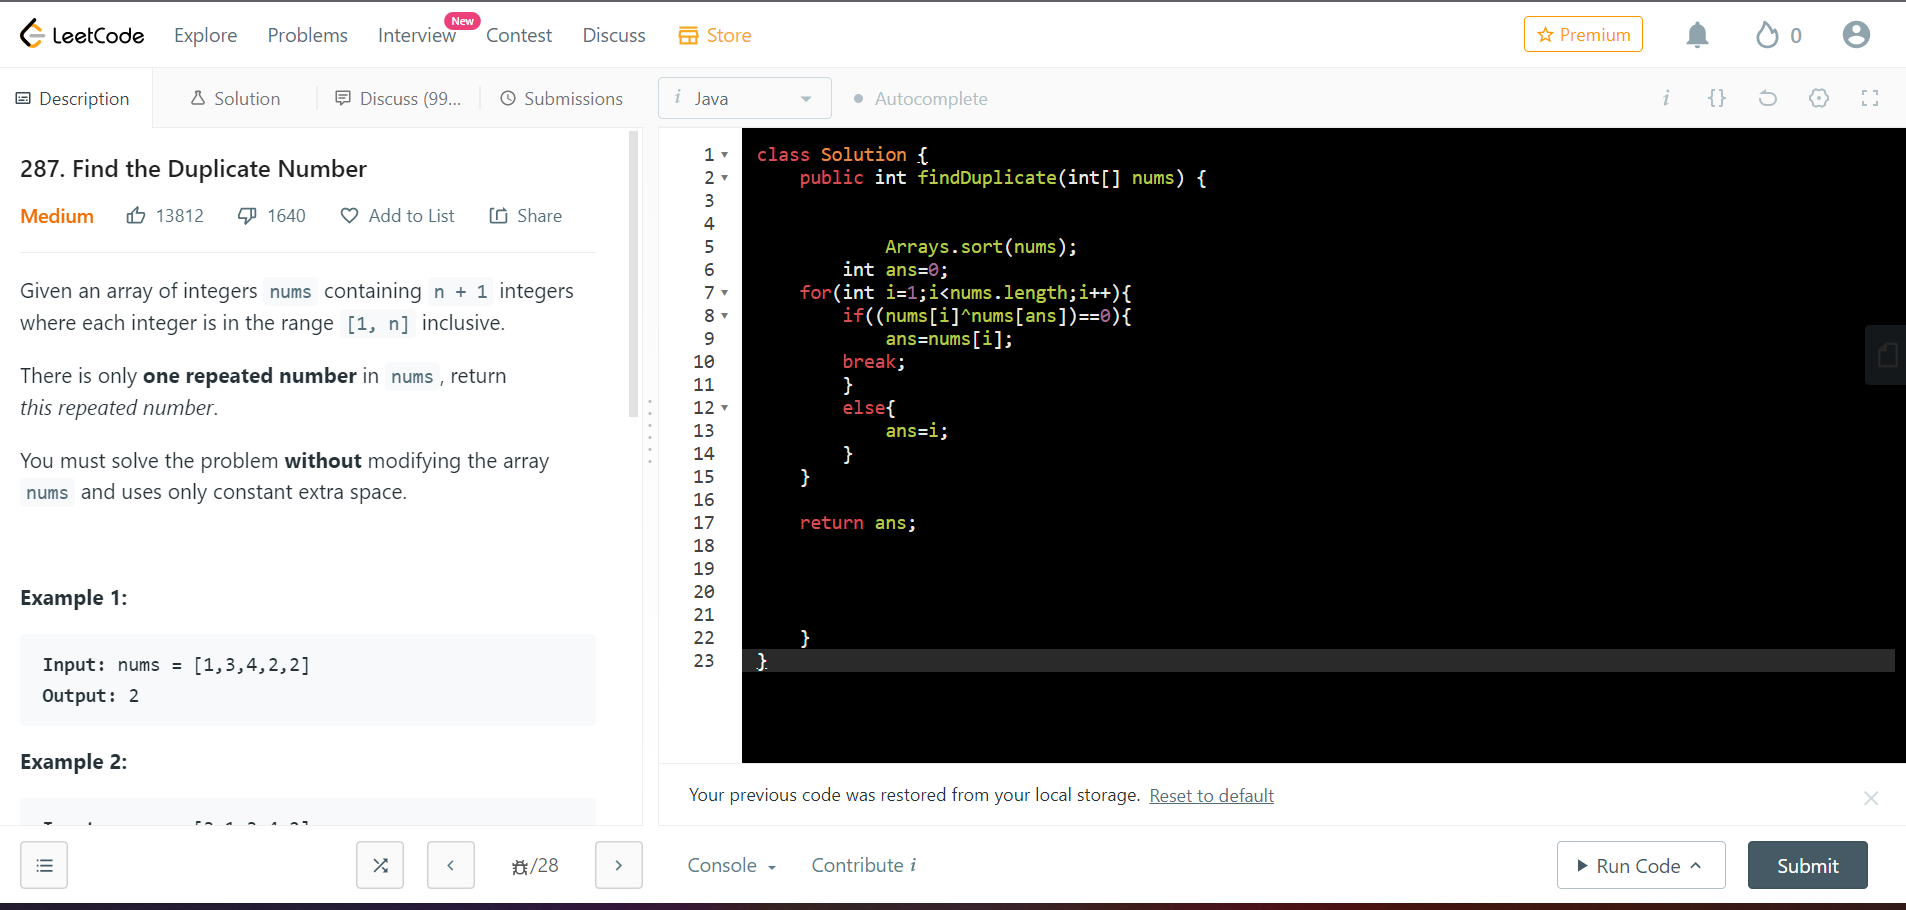 LeetCode Explore Problems Interview New Contest Discuss Store Premium 0
Description Solution Discuss (99... Submissions i Java Autocomplete i {}
287. Find the Duplicate Number
Medium 13812 1640 Add to List Share
Given an array of integers nums containing n + 1 integers
where each integer is in the range [1, n] inclusive.
There is only one repeated number in nums, return
this repeated number.
You must solve the problem without modifying the array
nums and uses only constant extra space.
Example 1:
Input: nums = [1,3,4,2,2]
Output: 2
Example 2:
1 class Solution {
2 public int findDuplicate(int[] nums) {
3
4
5 Arrays.sort(nums);
6 int ans=0;
7 for(int i=1;i<nums.length;i++){
8 if((nums[i]^nums[ans])==0){
9 ans=nums[i];
10 break;
11 }
12 else{
13 ans=i;
14 }
15 }
16
17 return ans;
18
19
20
21
22 }
23 }
Your previous code was restored from your local storage. Reset to default
/28 Console Contribute i Run Code Submit